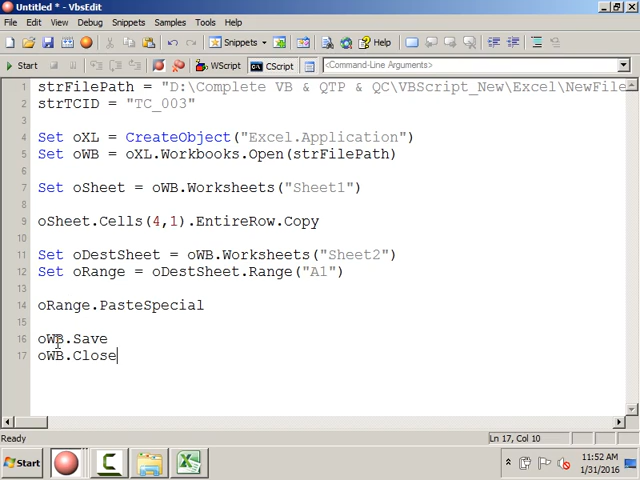 Untitled * - VbsEdit
File Edit View Debug Snippets Samples Tools Help
Snippets Help
Start WScript CScript <Command-Line Arguments>
1 strFilePath = "D:\Complete VB & QTP & QC\VBScript_New\Excel\NewFile
2 strTCID = "TC_003"
3
4 Set oXL = CreateObject("Excel.Application")
5 Set oWB = oXL.Workbooks.Open(strFilePath)
6
7 Set oSheet = oWB.Worksheets("Sheet1")
8
9 oSheet.Cells(4,1).EntireRow.Copy
10
11 Set oDestSheet = oWB.Worksheets("Sheet2")
12 Set oRange = oDestSheet.Range("A1")
13
14 oRange.PasteSpecial
15
16 oWB.Save
17 oWB.Close
Ready Ln 17, Col 10
Start 11:52 AM
1/31/2016